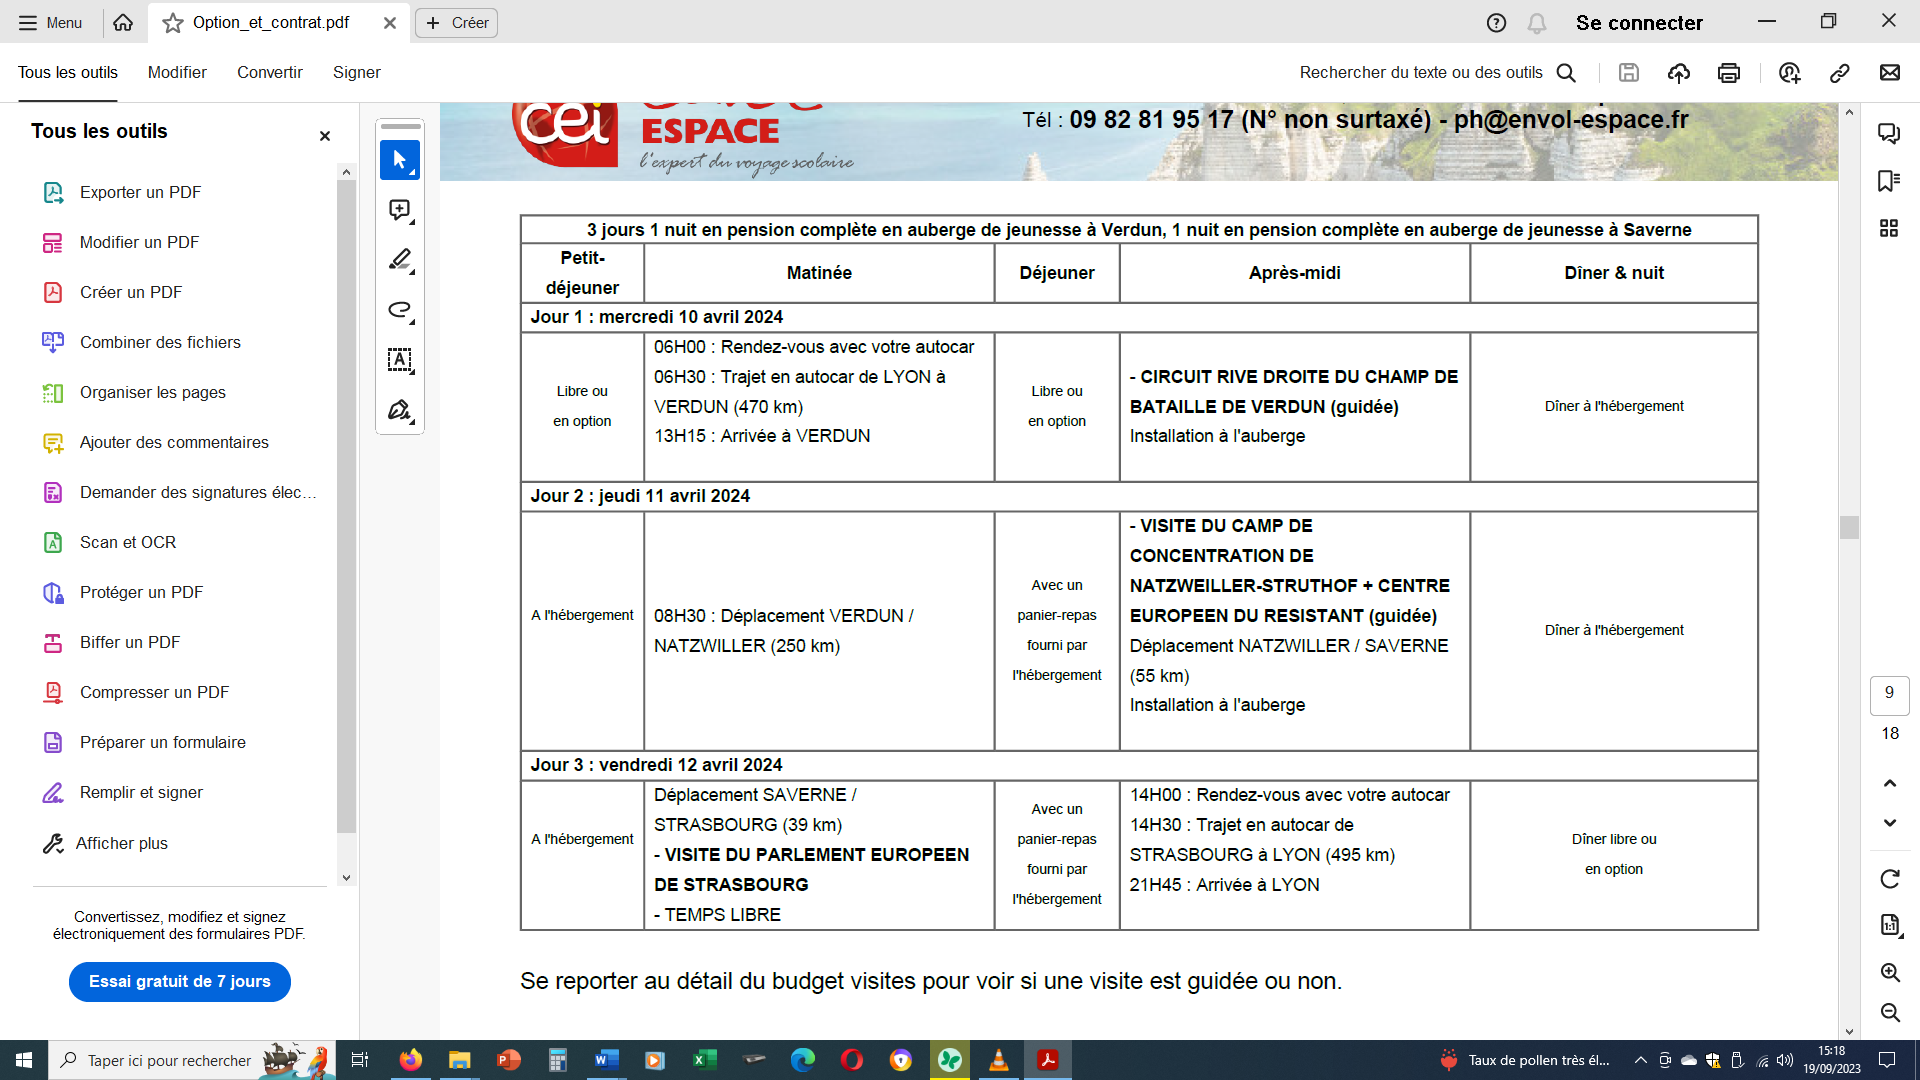 Menu
Option_et_contrat.pdf
Créer
Se connecter
Tous les outils
Modifier
Convertir
Signer
Rechercher du texte ou des outils
Tous les outils
Exporter un PDF
Modifier un PDF
Créer un PDF
Combiner des fichiers
Organiser les pages
Ajouter des commentaires
Demander des signatures élec...
Scan et OCR
Protéger un PDF
Biffer un PDF
Compresser un PDF
Préparer un formulaire
Remplir et signer
Afficher plus
Convertissez, modifiez et signez
électroniquement des formulaires PDF.
Essai gratuit de 7 jours
cei
ESPACE
l'expert du voyage scolaire
Tél : 09 82 81 95 17 (N° non surtaxé) - ph@envol-espace.fr
3 jours 1 nuit en pension complète en auberge de jeunesse à Verdun, 1 nuit en pension complète en auberge de jeunesse à Saverne
Petit-
déjeuner
Matinée
Déjeuner
Après-midi
Dîner & nuit
Jour 1 : mercredi 10 avril 2024
Libre ou
en option
06H00 : Rendez-vous avec votre autocar
06H30 : Trajet en autocar de LYON à
VERDUN (470 km)
13H15 : Arrivée à VERDUN
Libre ou
en option
- CIRCUIT RIVE DROITE DU CHAMP DE
BATAILLE DE VERDUN (guidée)
Installation à l'auberge
Dîner à l'hébergement
Jour 2 : jeudi 11 avril 2024
A l'hébergement
08H30 : Déplacement VERDUN /
NATZWILLER (250 km)
Avec un
panier-repas
fourni par
l'hébergement
- VISITE DU CAMP DE
CONCENTRATION DE
NATZWEILLER-STRUTHOF + CENTRE
EUROPEEN DU RESISTANT (guidée)
Déplacement NATZWILLER / SAVERNE
(55 km)
Installation à l'auberge
Dîner à l'hébergement
Jour 3 : vendredi 12 avril 2024
A l'hébergement
Déplacement SAVERNE /
STRASBOURG (39 km)
- VISITE DU PARLEMENT EUROPEEN
DE STRASBOURG
- TEMPS LIBRE
Avec un
panier-repas
fourni par
l'hébergement
14H00 : Rendez-vous avec votre autocar
14H30 : Trajet en autocar de
STRASBOURG à LYON (495 km)
21H45 : Arrivée à LYON
Dîner libre ou
en option
Se reporter au détail du budget visites pour voir si une visite est guidée ou non.
9
18
1:1
Taper ici pour rechercher
Taux de pollen très él...
15:18
19/09/2023